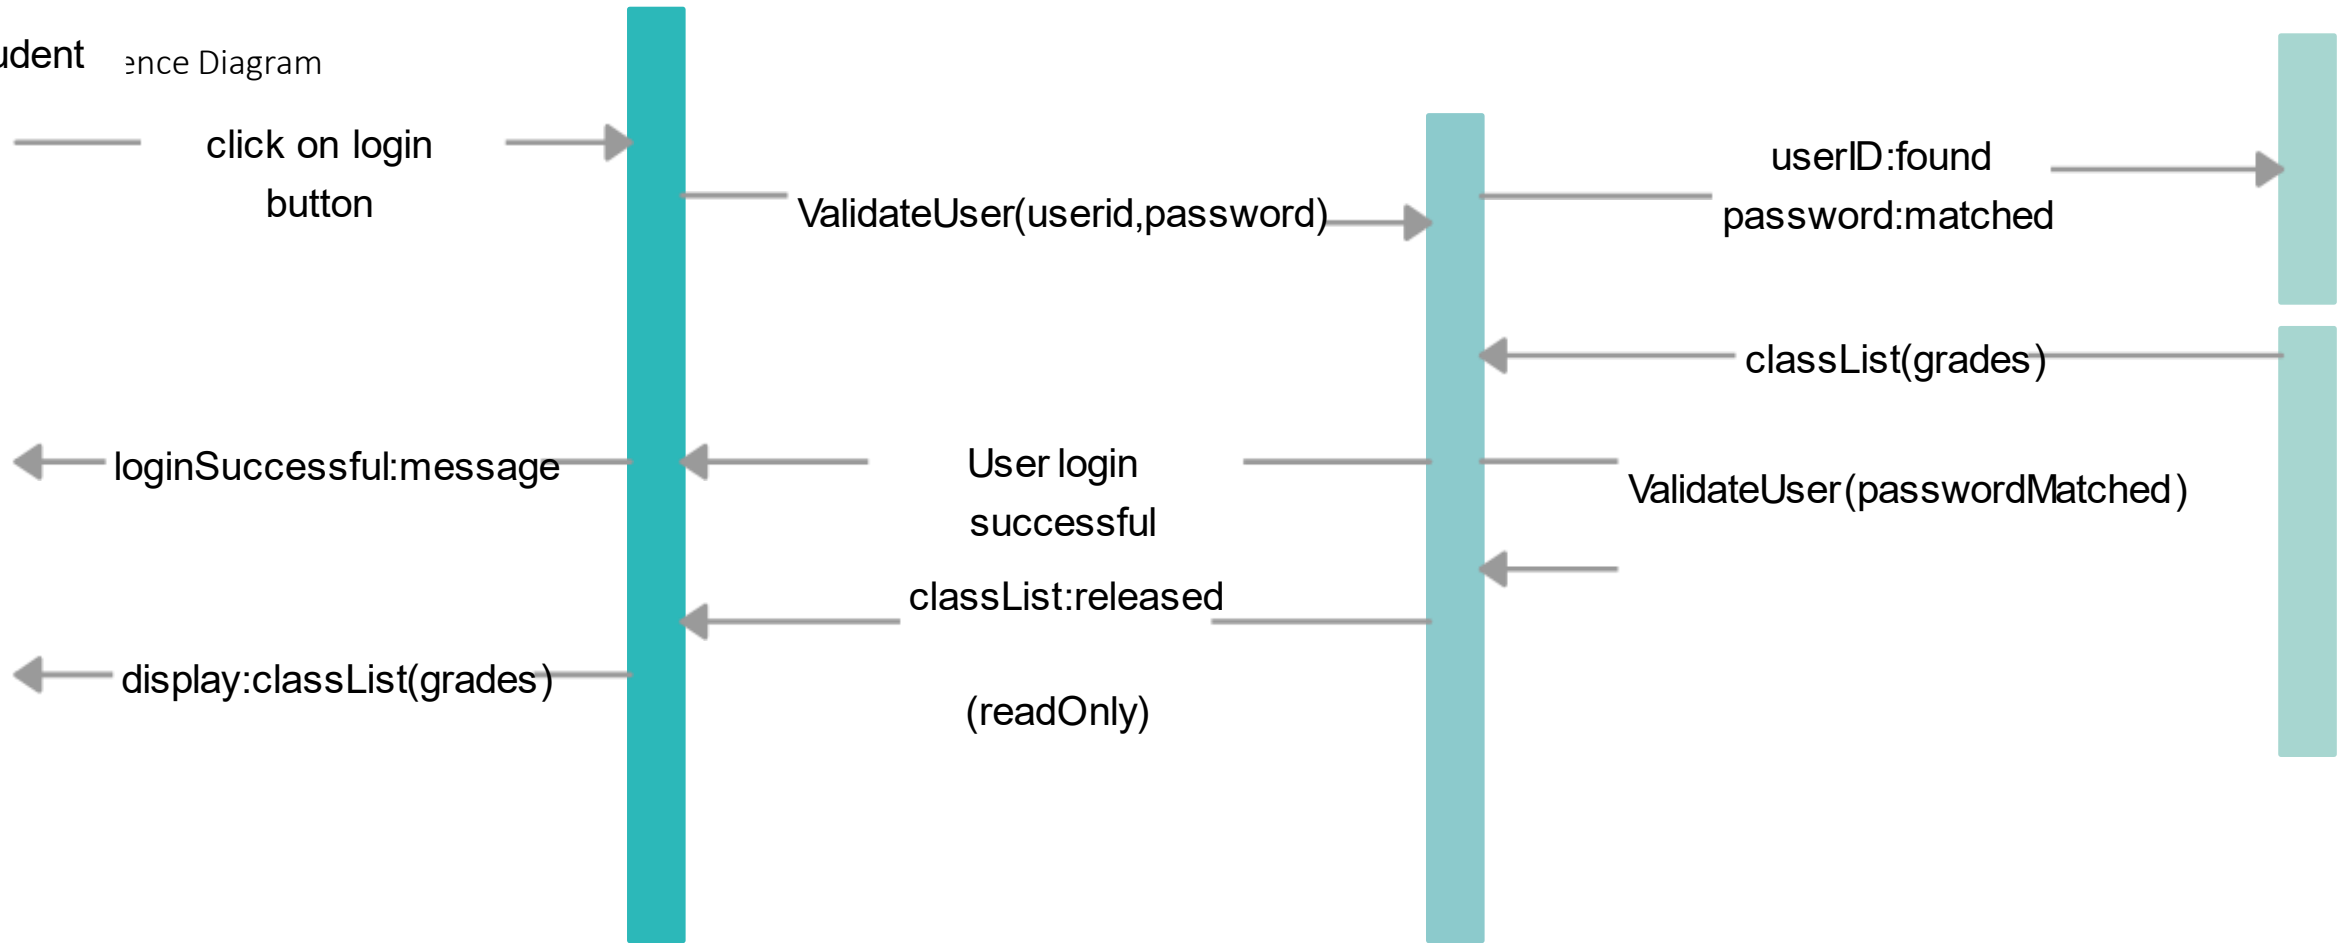 udent
ence Diagram
click on login
button
ValidateUser(userid,password)
userID:found
password:matched
classList(grades)
loginSuccessful:message
User login
successful
ValidateUser(passwordMatched)
classList:released
(readOnly)
display:classList(grades)